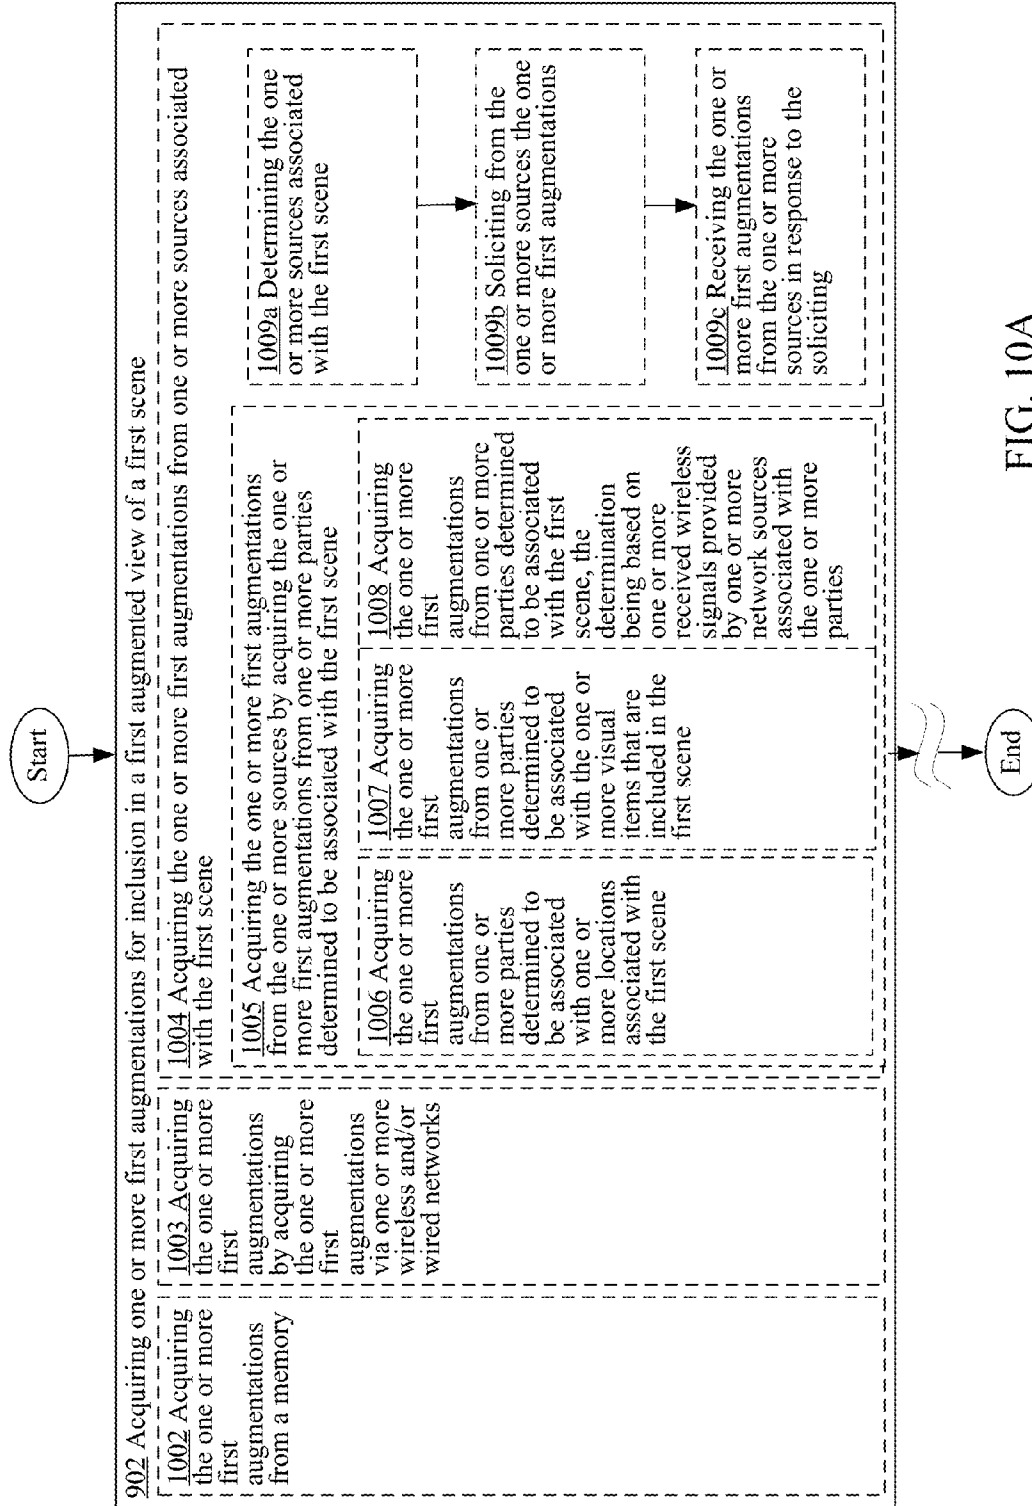 Start
902 Acquiring one or more first augmentations for inclusion in a first augmented view of a first scene
1002 Acquiring
the one or more
first
augmentations
from a memory
1003 Acquiring
the one or more
first
augmentations
by acquiring
the one or more
first
augmentations
via one or more
wireless and/or
wired networks
1004 Acquiring the one or more first augmentations from one or more sources associated
with the first scene
1005 Acquiring the one or more first augmentations
from the one or more sources by acquiring the one or
more first augmentations from one or more parties
determined to be associated with the first scene
1006 Acquiring
the one or more
first
augmentations
from one or
more parties
determined to
be associated
with one or
more locations
associated with
the first scene
1007 Acquiring
the one or more
first
augmentations
from one or
more parties
determined to
be associated
with the one or
more visual
items that are
included in the
first scene
1008 Acquiring
the one or more
first
augmentations
from one or more
parties determined
to be associated
with the first
scene, the
determination
being based on
one or more
received wireless
signals provided
by one or more
network sources
associated with
the one or more
parties
1009a Determining the one
or more sources associated
with the first scene
1009b Soliciting from the
one or more sources the one
or more first augmentations
1009c Receiving the one or
more first augmentations
from the one or more
sources in response to the
soliciting
End
FIG. 10A